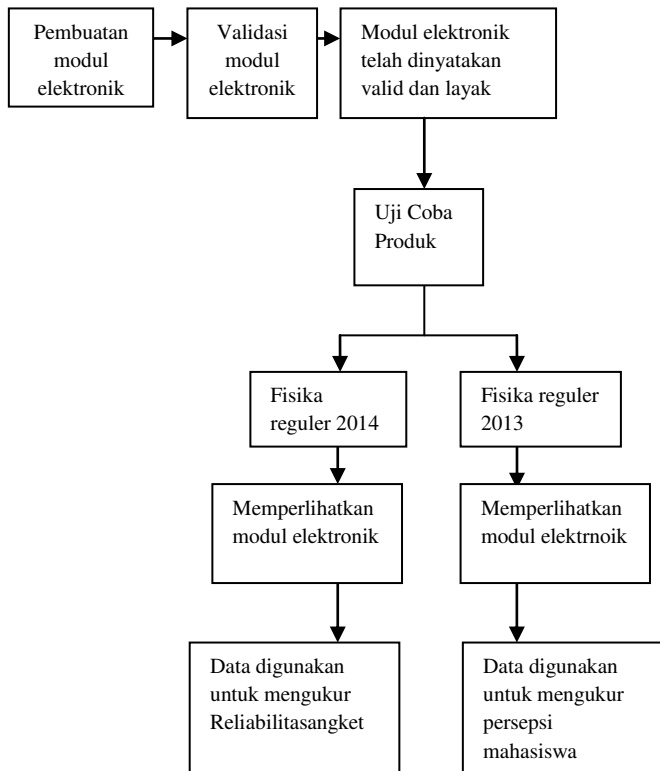 Pembuatan
modul
elektronik
Validasi
modul
elektronik
Modul elektronik
telah dinyatakan
valid dan layak
Uji Coba
Produk
Fisika
reguler 2014
Fisika reguler
2013
Memperlihatkan
modul elektronik
Memperlihatkan
modul elektrnoik
Data digunakan
untuk mengukur
Reliabilitasangket
Data digunakan
untuk mengukur
persepsi
mahasiswa